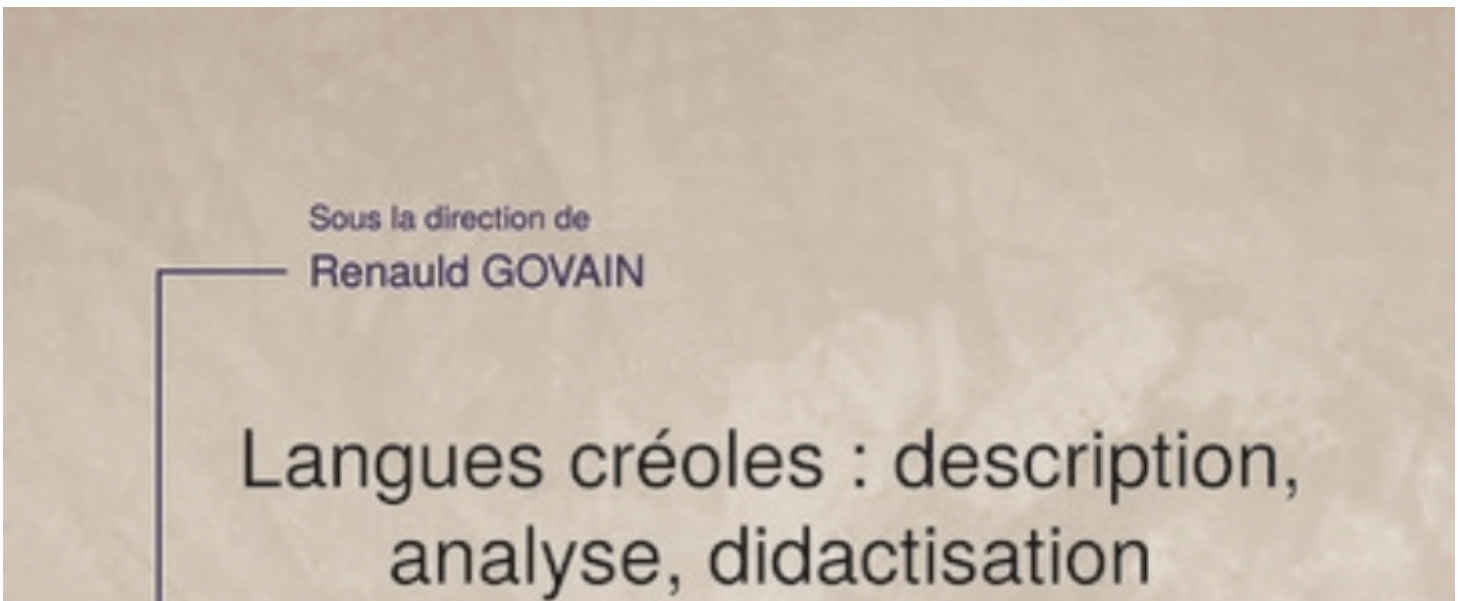 Sous la direction de
Renauld GOVAIN
Langues créoles : description,
analyse, didactisation